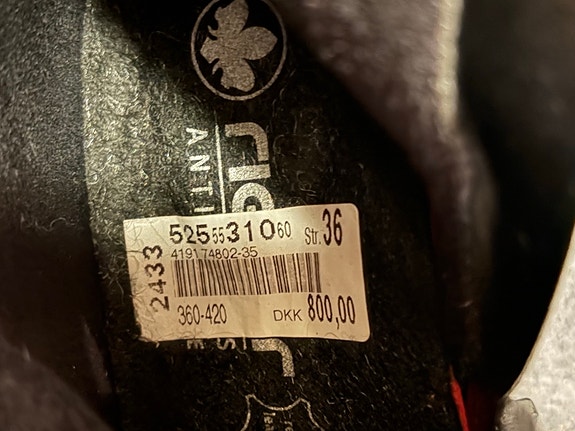 ANTI
525 55 310 60 Str. 36
2433
419174802-35
360-420 DKK 800,00